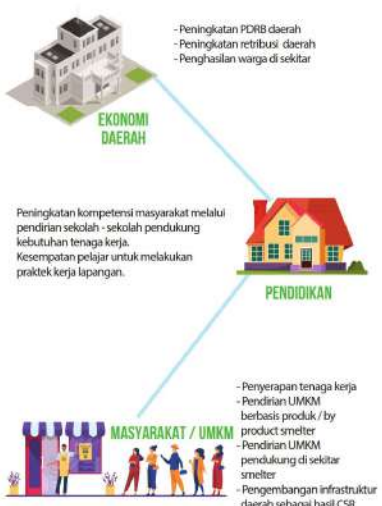 - Peningkatan PDRB daerah
- Peningkatan retribusi daerah
- Penghasilan warga di sekitar
EKONOMI
DAERAH
Peningkatan kompetensi masyarakat melalui
pendirian sekolah - sekolah pendukung
kebutuhan tenaga kerja.
Kesempatan pelajar untuk melakukan
praktek kerja lapangan.
PENDIDIKAN
MASYARAKAT / UMKM
- Penyerapan tenaga kerja
- Pendirian UMKM
berbasis produk / by
product smelter
- Pendirian UMKM
pendukung di sekitar
smelter
- Pengembangan infrastruktur
daerah sebagai hasil CSR